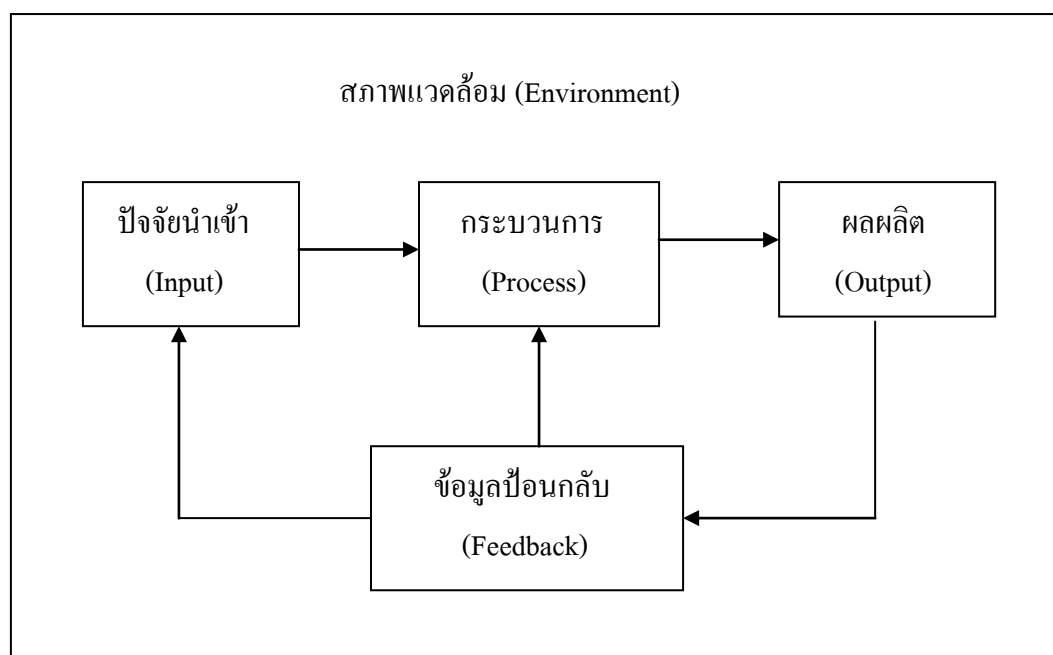 สภาพแวดล้อม (Environment)
ปัจจัยนำเข้า
(Input)
กระบวนการ
(Process)
ผลผลิต
(Output)
ข้อมูลป้อนกลับ
(Feedback)